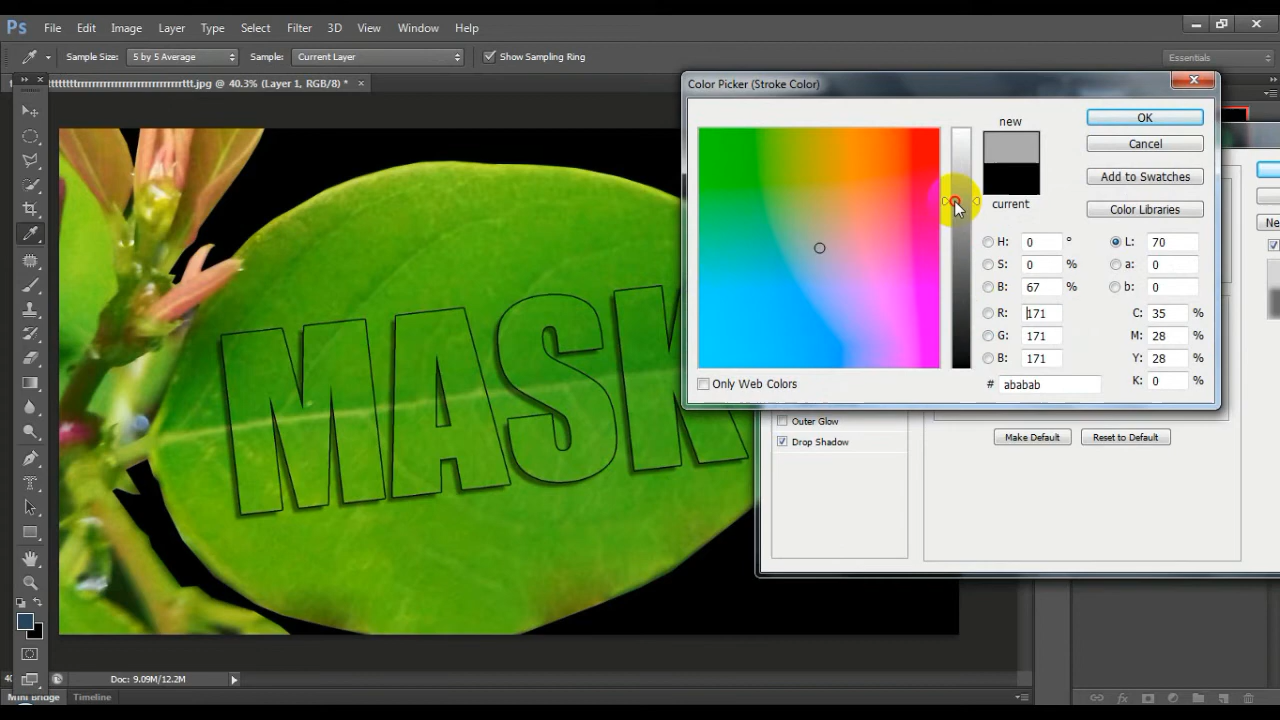 Ps File Edit Image Layer Type Select Filter 3D View Window Help
Sample Size: 5 by 5 Average Sample: Current Layer Show Sampling Ring Essentials
.jpg @ 40.3% (Layer 1, RGB/8) * ×
Color Picker (Stroke Color)
new
OK
Cancel
Add to Swatches
current
Color Libraries
H: 0 ° L: 70
S: 0 % a: 0
B: 67 % b: 0
R: 171 C: 35 %
G: 171 M: 28 %
B: 171 Y: 28 %
Only Web Colors # ababab K: 0 %
Ne
MASK
Outer Glow
Drop Shadow
Make Default Reset to Default
Doc: 9.09M/12.2M
Mini Bridge Timeline
fx